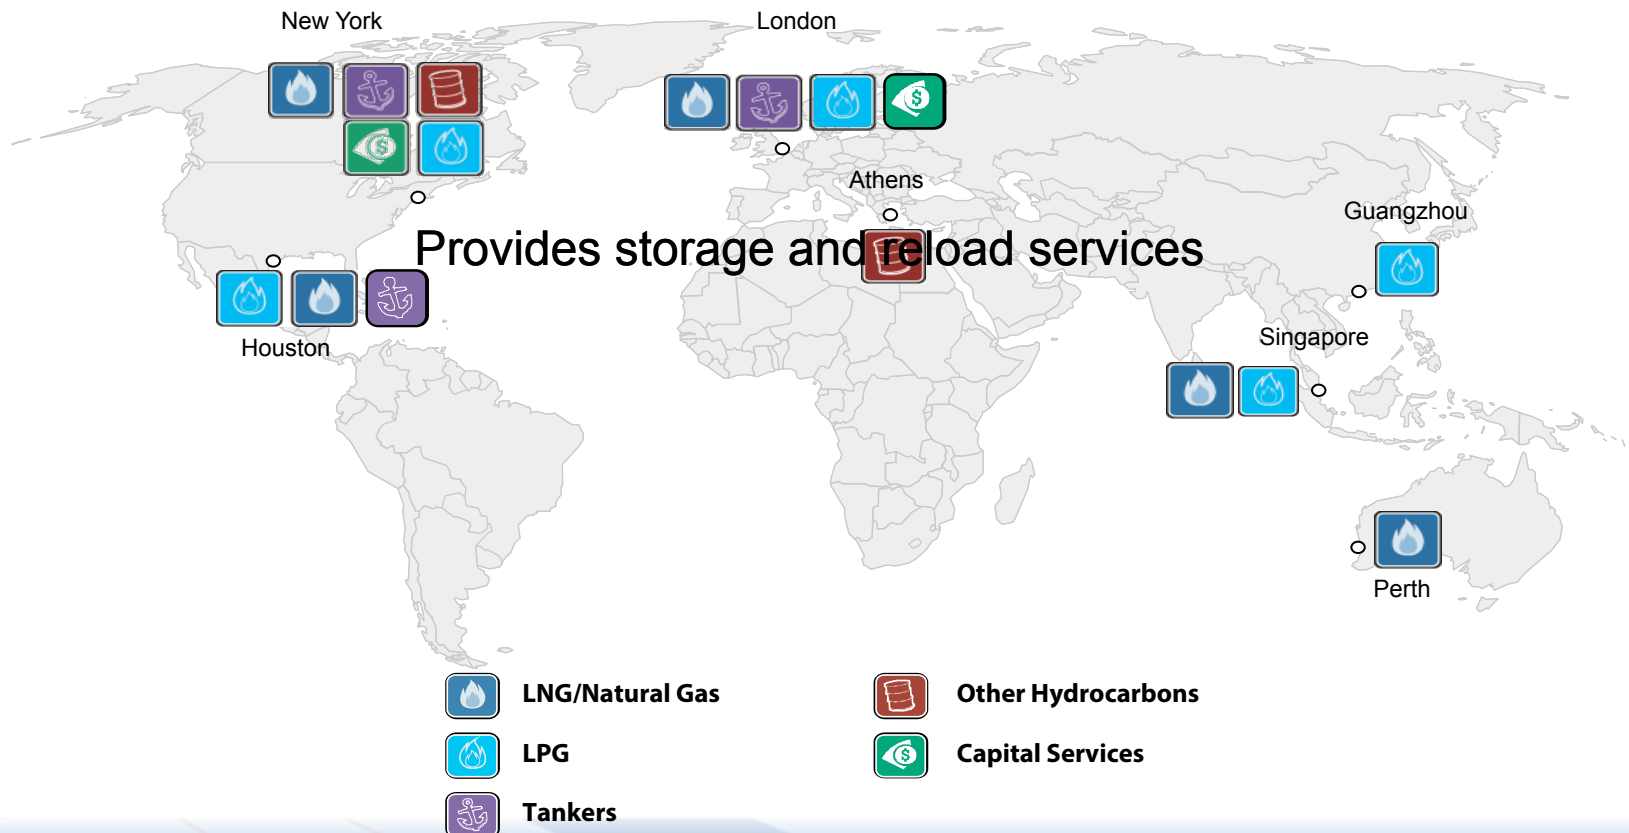 New York
London
Athens
Guangzhou
Provides storage and reload services
Singapore
Houston
Perth
LNG/Natural Gas
Other Hydrocarbons
LPG
Capital Services
Tankers